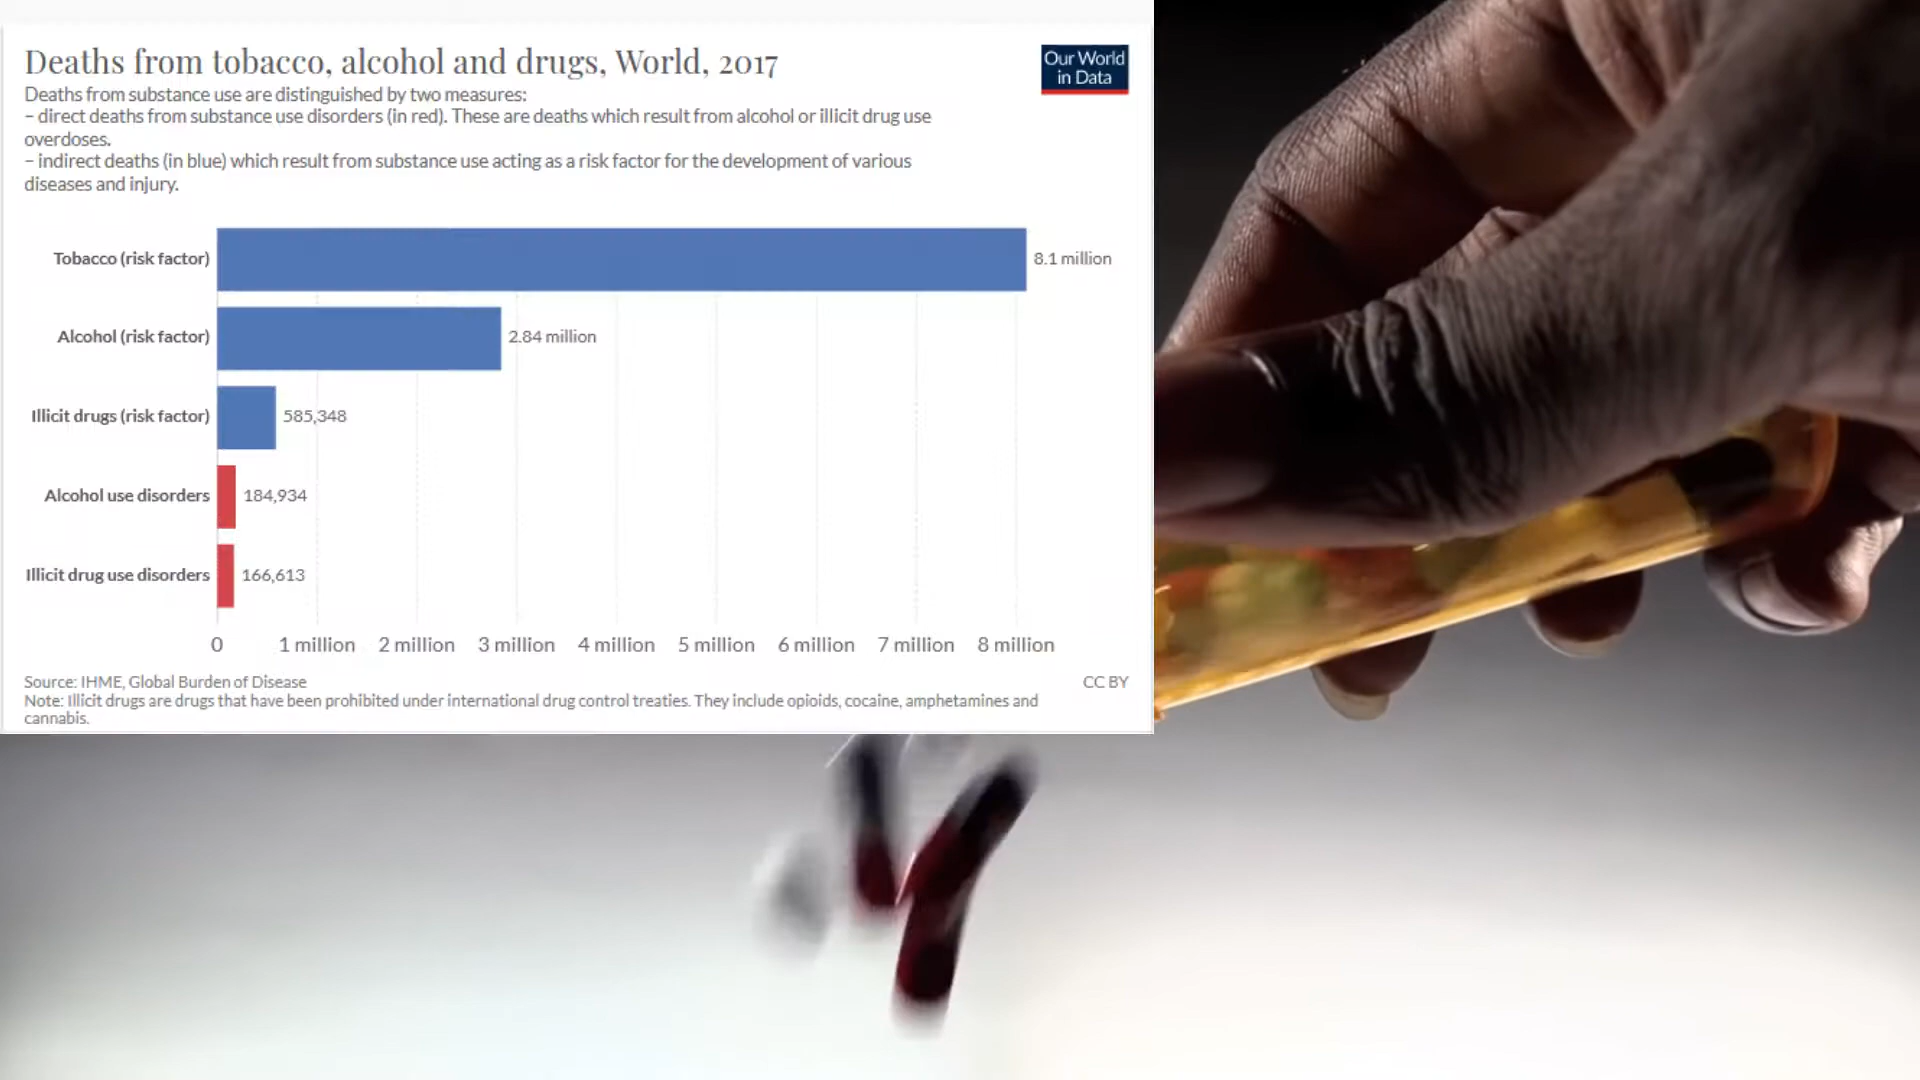 Deaths from tobacco, alcohol and drugs, World, 2017
Our World
in Data
Deaths from substance use are distinguished by two measures:
– direct deaths from substance use disorders (in red). These are deaths which result from alcohol or illicit drug use
overdoses.
– indirect deaths (in blue) which result from substance use acting as a risk factor for the development of various
diseases and injury.
Tobacco (risk factor) 8.1 million
Alcohol (risk factor) 2.84 million
Illicit drugs (risk factor) 585,348
Alcohol use disorders 184,934
Illicit drug use disorders 166,613
0 1 million 2 million 3 million 4 million 5 million 6 million 7 million 8 million
Source: IHME, Global Burden of Disease CC BY
Note: Illicit drugs are drugs that have been prohibited under international drug control treaties. They include opioids, cocaine, amphetamines and
cannabis.